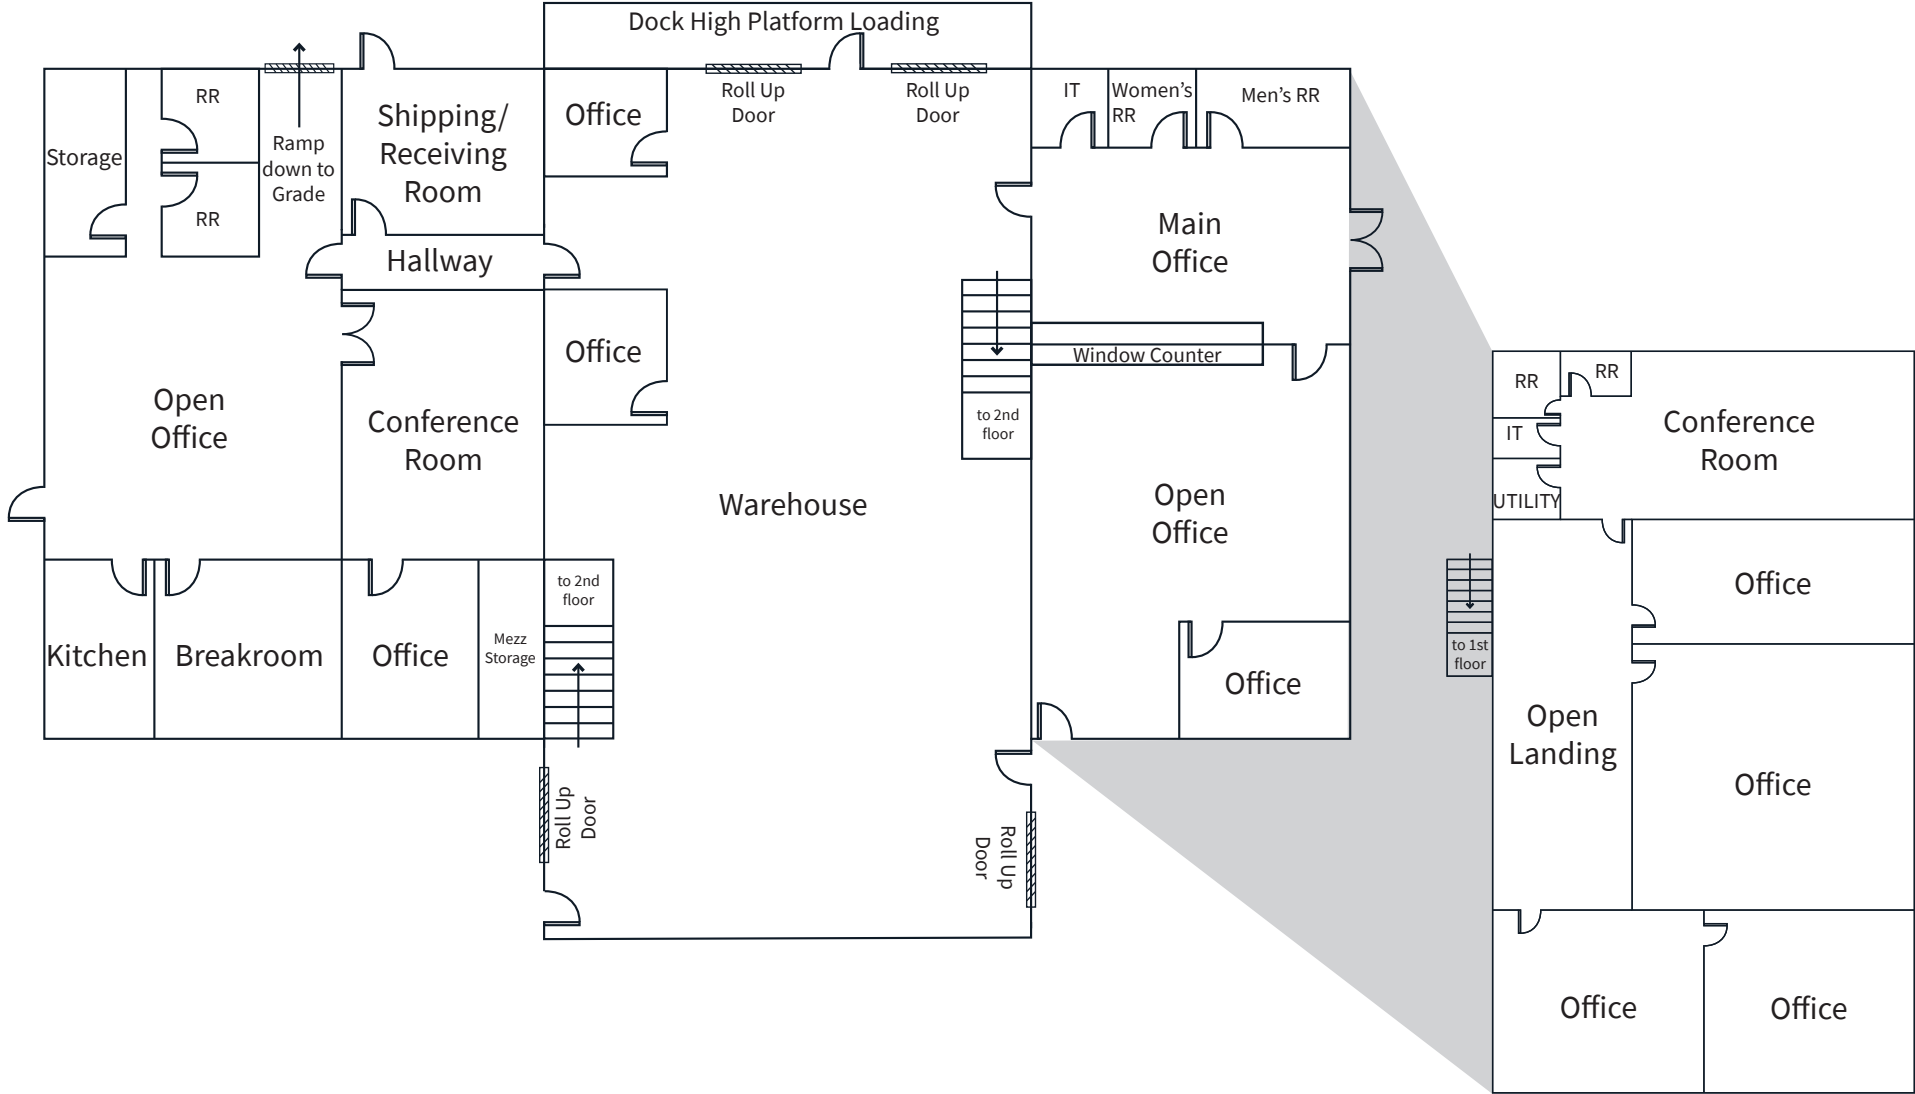 Dock High Platform Loading
RR
Storage
RR
Ramp
down to
Grade
Shipping/
Receiving
Room
Hallway
Office
Roll Up
Door
Roll Up
Door
IT
Women’s
RR
Men’s RR
Main
Office
Window Counter
to 2nd
floor
Office
Open
Office
Conference
Room
Warehouse
Open
Office
Kitchen
Breakroom
Office
Mezz
Storage
to 2nd
floor
Office
Roll Up
Door
Roll Up
Door
RR
RR
IT
UTILITY
Conference
Room
Office
to 1st
floor
Open
Landing
Office
Office
Office